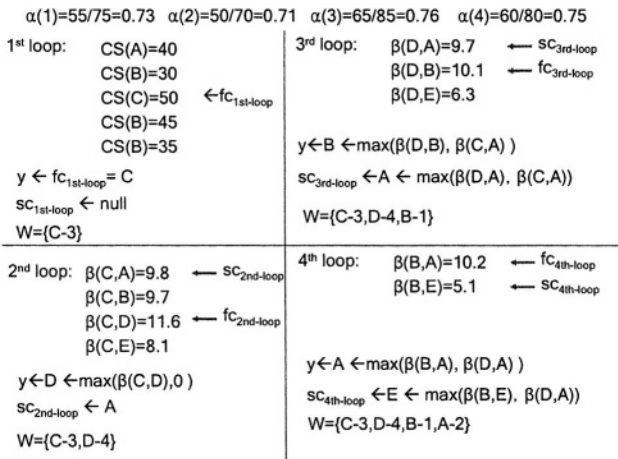 α(1)=55/75=0.73 α(2)=50/70=0.71 α(3)=65/85=0.76 α(4)=60/80=0.75
1st loop: CS(A)=40
CS(B)=30
CS(C)=50 ←fc1st-loop
CS(B)=45
CS(B)=35
y ← fc1st-loop= C
sc1st-loop ← null
W={C-3}
3rd loop: β(D,A)=9.7 ← sc3rd-loop
β(D,B)=10.1 ← fc3rd-loop
β(D,E)=6.3
y←B ←max(β(D,B), β(C,A) )
sc3rd-loop ←A ← max(β(D,A), β(C,A))
W={C-3,D-4,B-1}
2nd loop: β(C,A)=9.8 ← sc2nd-loop
β(C,B)=9.7
β(C,D)=11.6 ← fc2nd-loop
β(C,E)=8.1
y←D ←max(β(C,D),0 )
sc2nd-loop ← A
W={C-3,D-4}
4th loop: β(B,A)=10.2 ← fc4th-loop
β(B,E)=5.1 ← sc4th-loop
y←A ←max(β(B,A), β(D,A) )
sc4th-loop ←E ← max(β(B,E), β(D,A))
W={C-3,D-4,B-1,A-2}